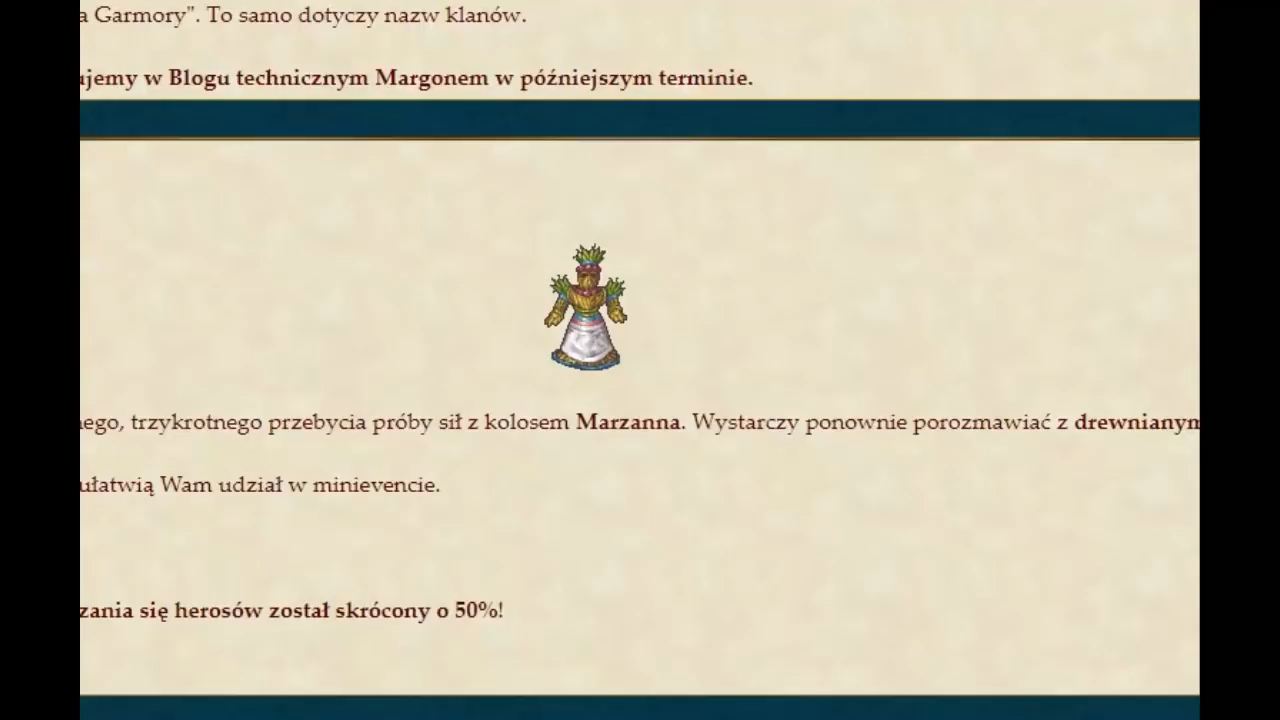 a Garmory". To samo dotyczy nazw klanów.
ujemy w Blogu technicznym Margonem w późniejszym terminie.
nego, trzykrotnego przebycia próby sił z kolosem Marzanna. Wystarczy ponownie porozmawiać z drewnianym
ułatwią Wam udział w minievencie.
zania się herosów został skrócony o 50%!